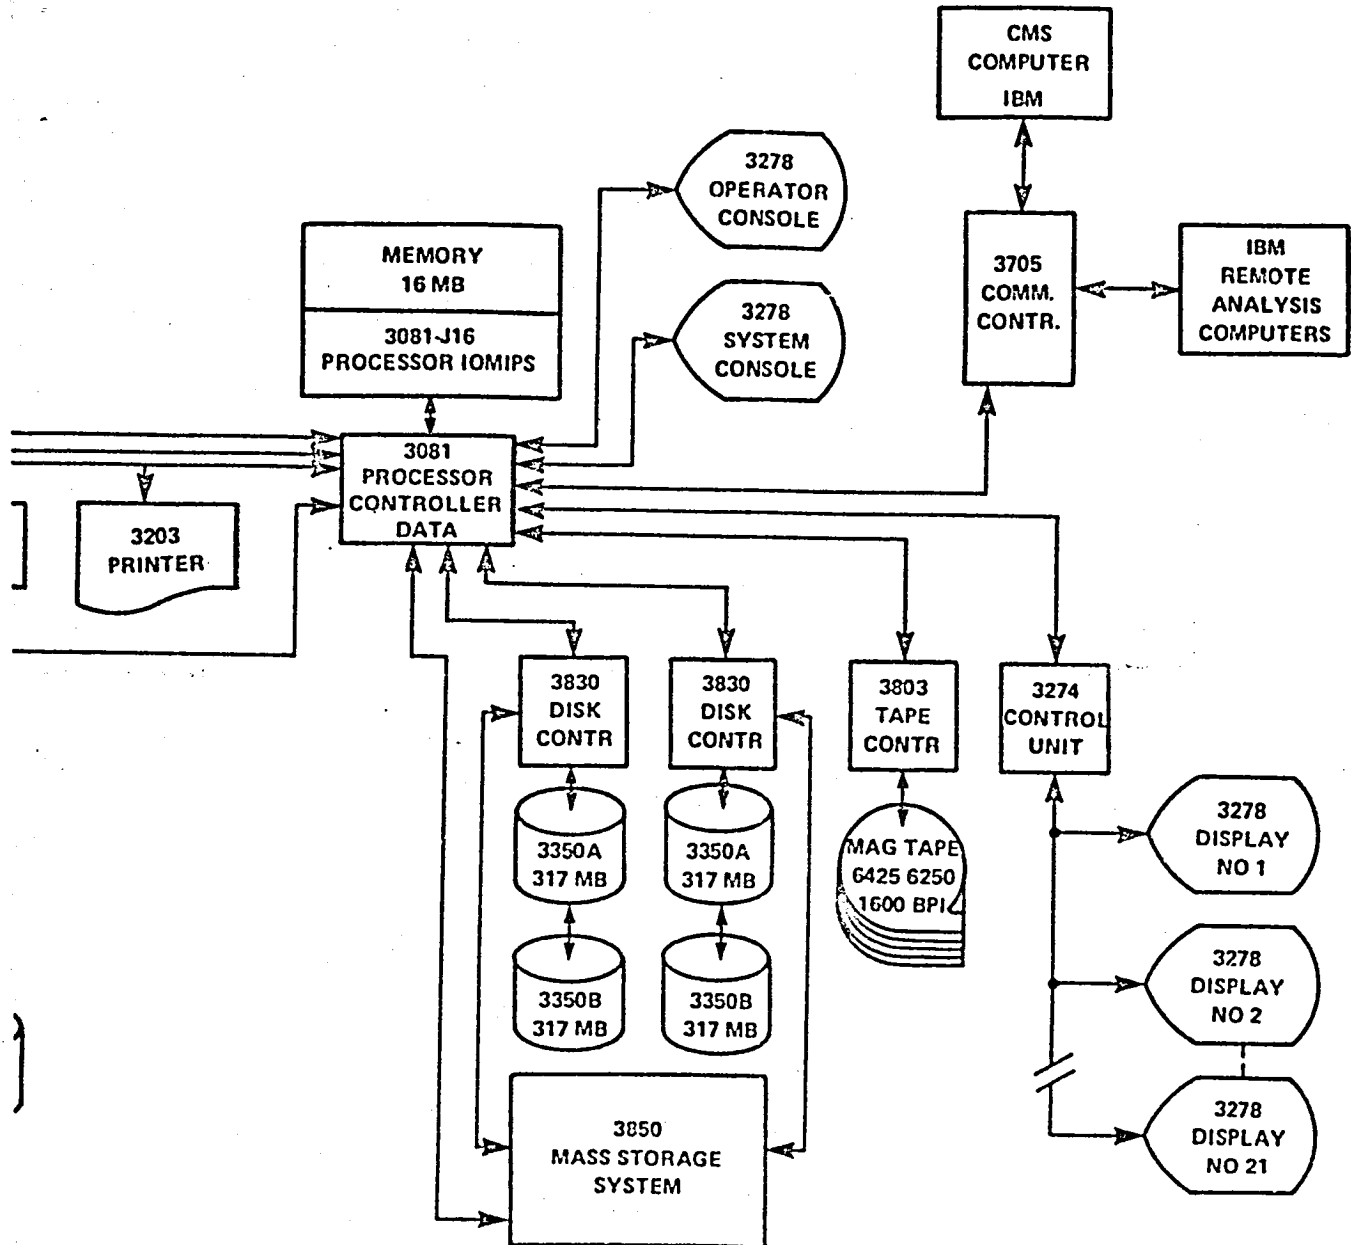 CMS
COMPUTER
IBM
3278
OPERATOR
CONSOLE
MEMORY
16 MB
3081-J16
PROCESSOR IOMIPS
3278
SYSTEM
CONSOLE
3705
COMM.
CONTR.
IBM
REMOTE
ANALYSIS
COMPUTERS
3081
PROCESSOR
CONTROLLER
DATA
3203
PRINTER
3830
DISK
CONTR
3830
DISK
CONTR
3803
TAPE
CONTR
3274
CONTROL
UNIT
3350A
317 MB
3350A
317 MB
MAG TAPE
6425 6250
1600 BPI
3278
DISPLAY
NO 1
3350B
317 MB
3350B
317 MB
3278
DISPLAY
NO 2
3850
MASS STORAGE
SYSTEM
3278
DISPLAY
NO 21